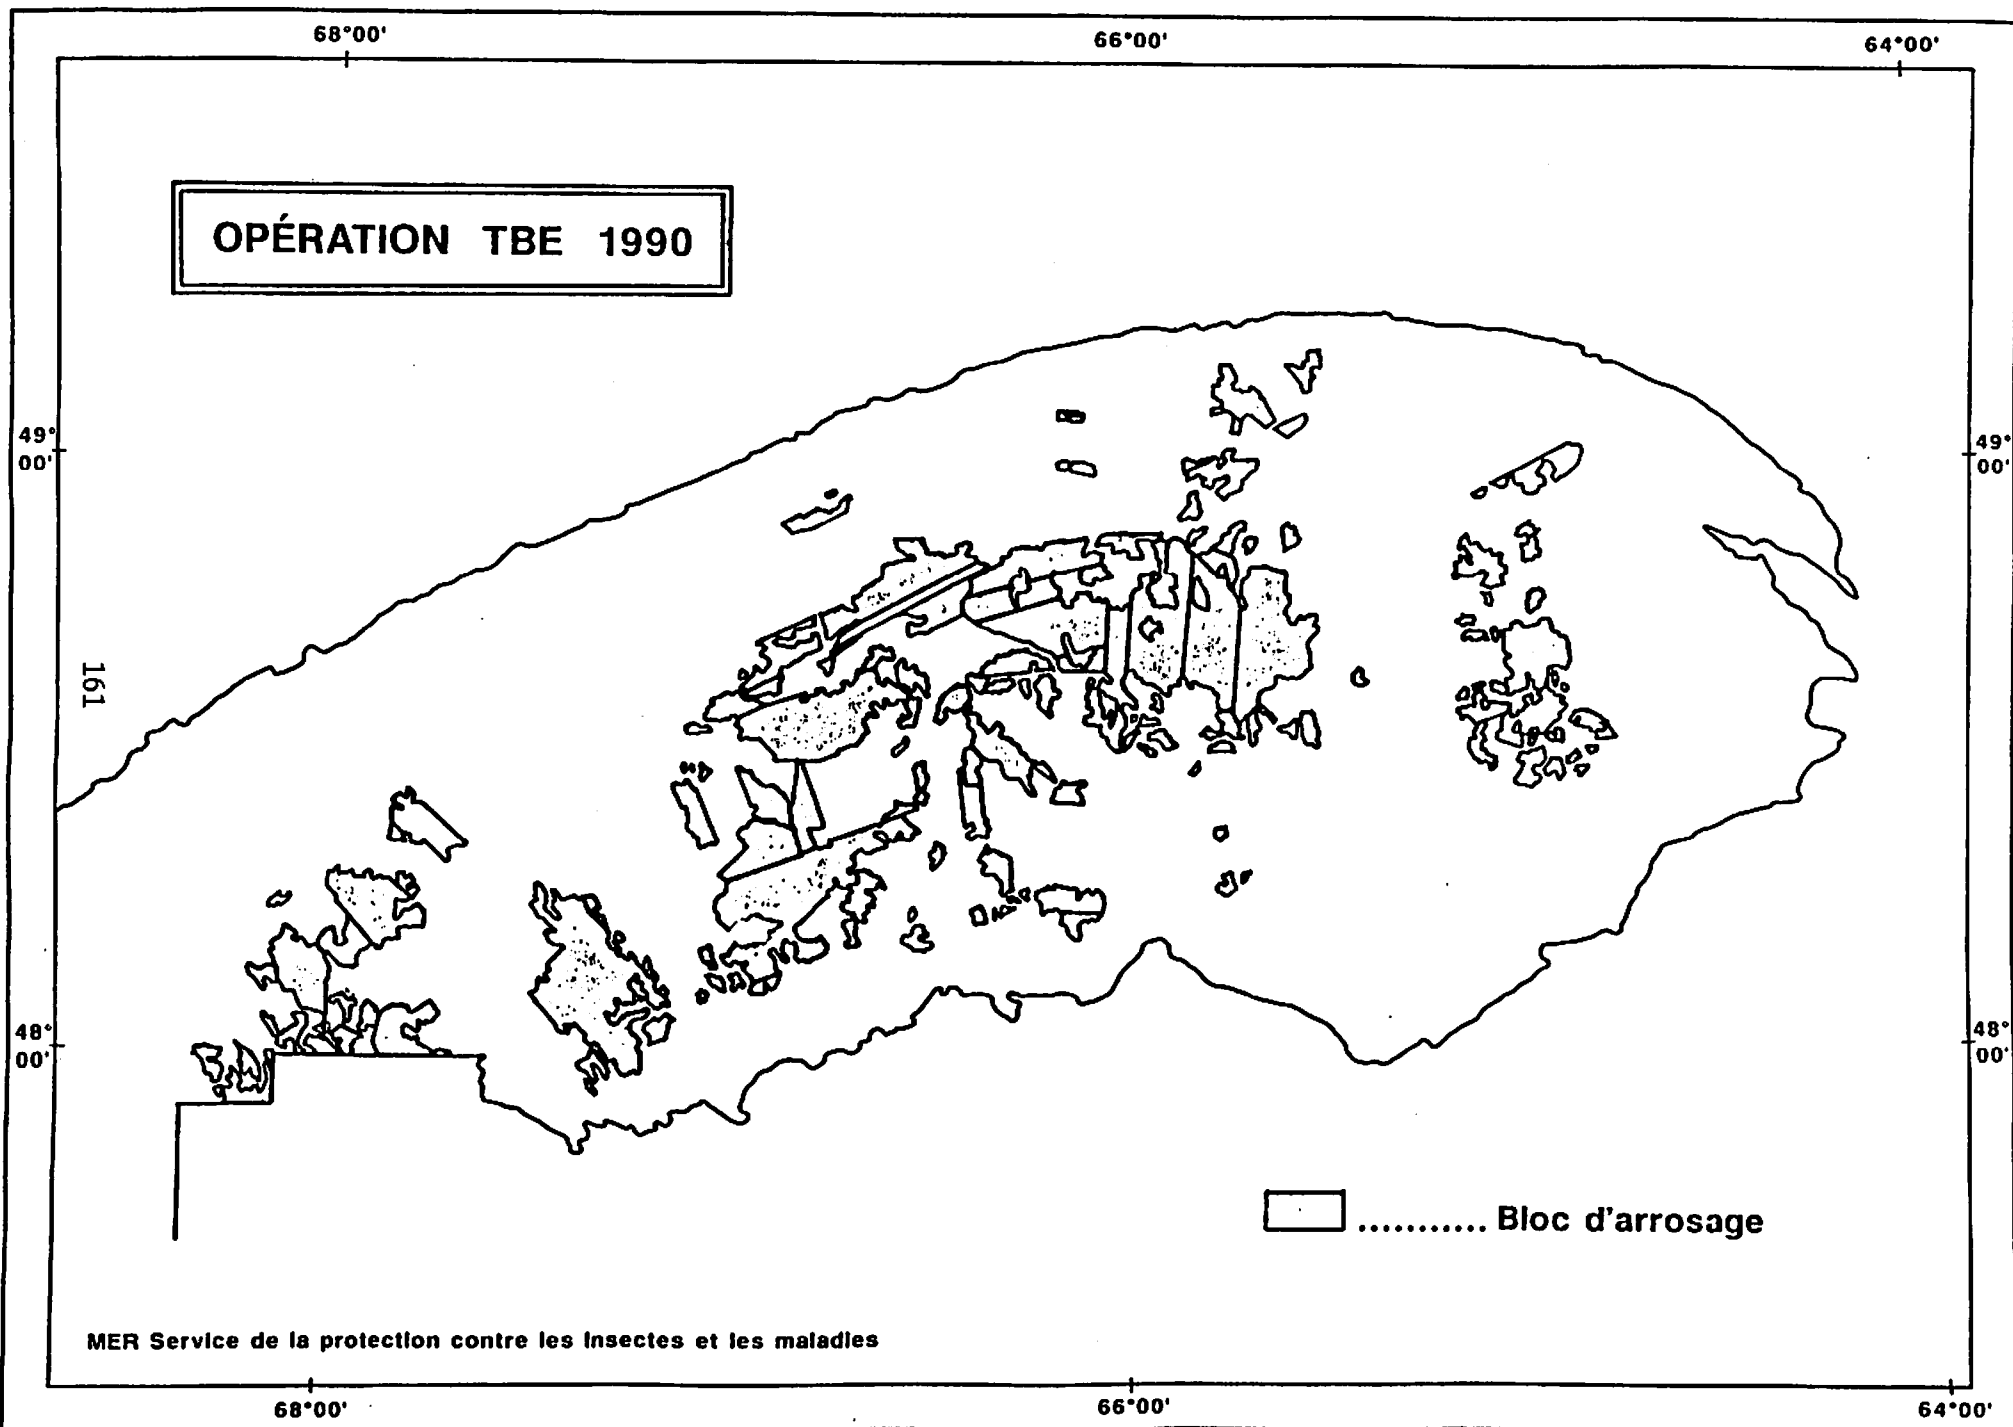 68°00' 66°00' 64°00'
OPÉRATION TBE 1990
49° 49°
00' 00'
161
48° 48°
00' 00'
........... Bloc d'arrosage
MER Service de la protection contre les insectes et les maladies
68°00' 66°00' 64°00'